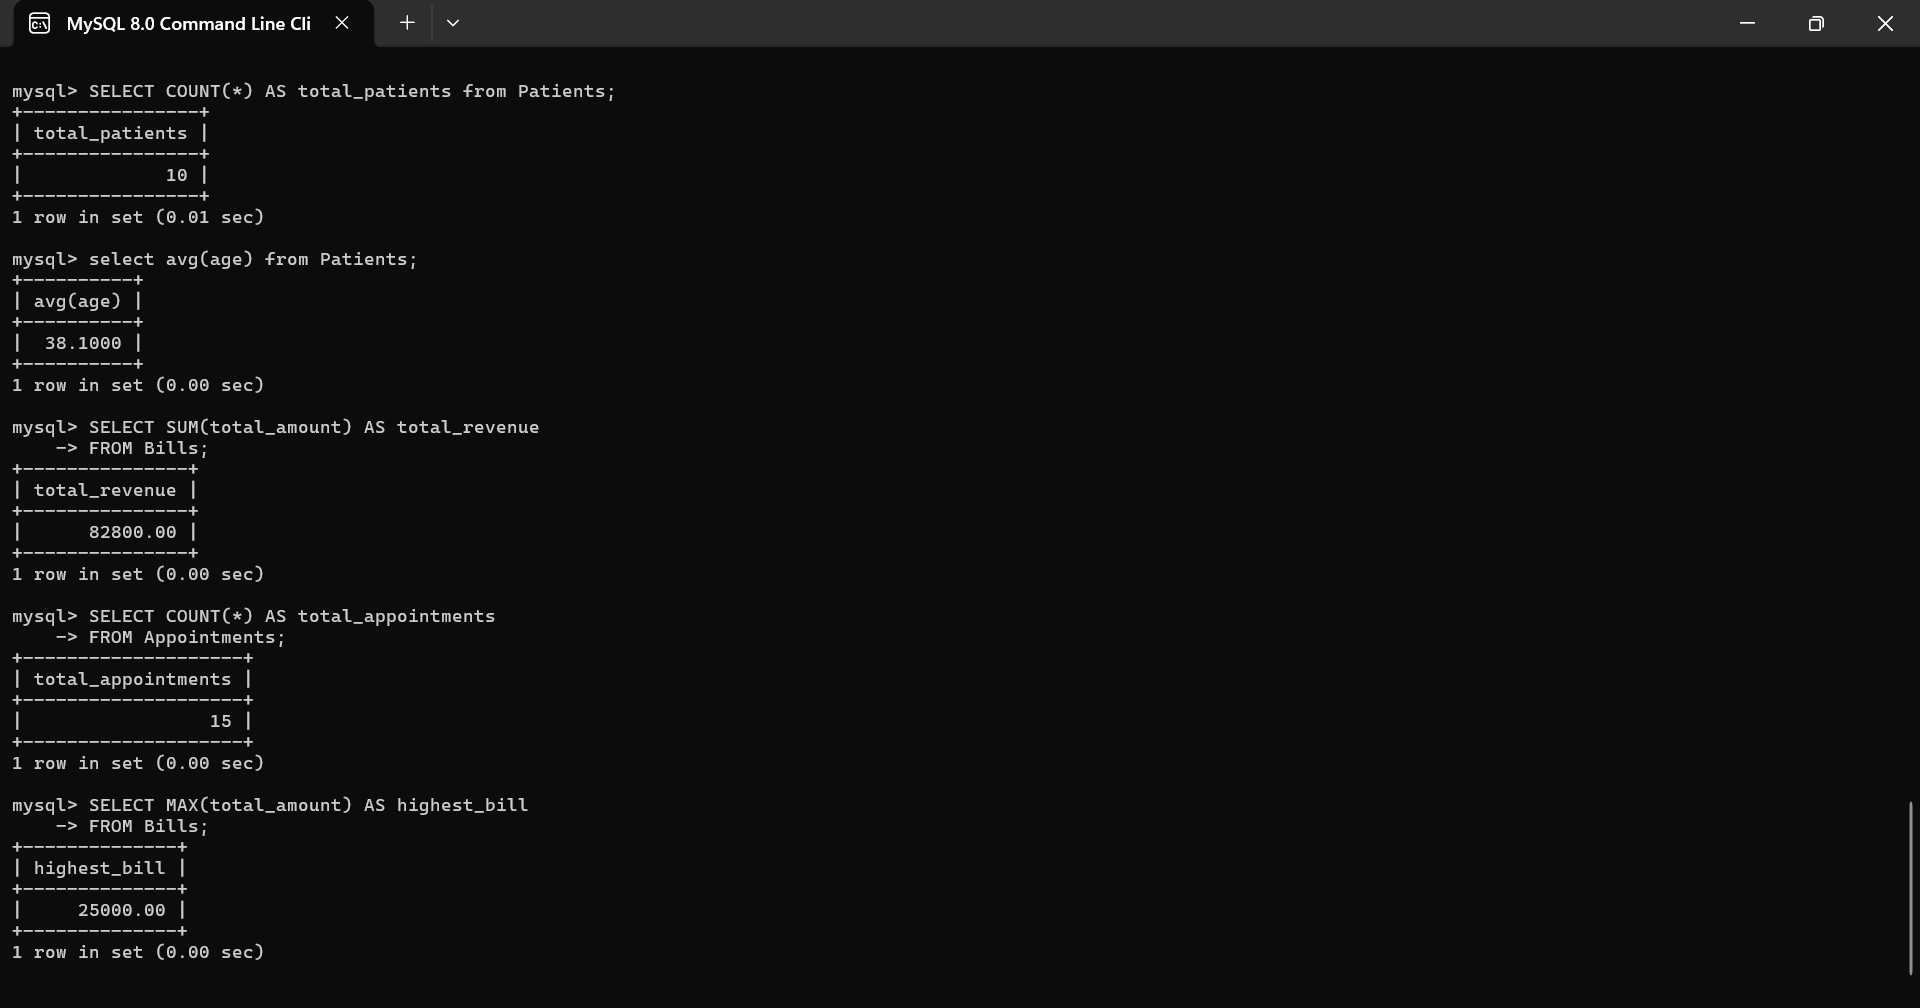 MySQL 8.0 Command Line Cli
mysql> SELECT COUNT(*) AS total_patients from Patients;
+----------------+
| total_patients |
+----------------+
|             10 |
+----------------+
1 row in set (0.01 sec)
mysql> select avg(age) from Patients;
+----------+
| avg(age) |
+----------+
|  38.1000 |
+----------+
1 row in set (0.00 sec)
mysql> SELECT SUM(total_amount) AS total_revenue
    -> FROM Bills;
+---------------+
| total_revenue |
+---------------+
|      82800.00 |
+---------------+
1 row in set (0.00 sec)
mysql> SELECT COUNT(*) AS total_appointments
    -> FROM Appointments;
+--------------------+
| total_appointments |
+--------------------+
|                 15 |
+--------------------+
1 row in set (0.00 sec)
mysql> SELECT MAX(total_amount) AS highest_bill
    -> FROM Bills;
+--------------+
| highest_bill |
+--------------+
|     25000.00 |
+--------------+
1 row in set (0.00 sec)